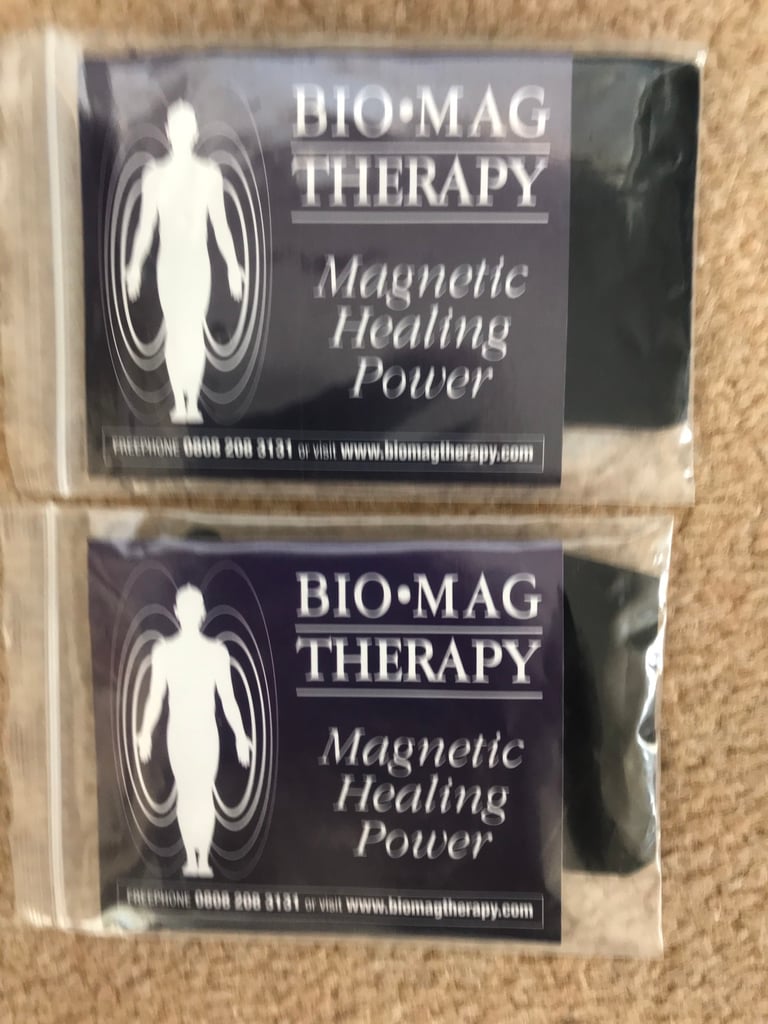 BIO•MAG
THERAPY
Magnetic
Healing
Power
FREEPHONE 0808 208 3131 or visit www.biomagtherapy.com
BIO•MAG
THERAPY
Magnetic
Healing
Power
FREEPHONE 0808 208 3131 or visit www.biomagtherapy.com